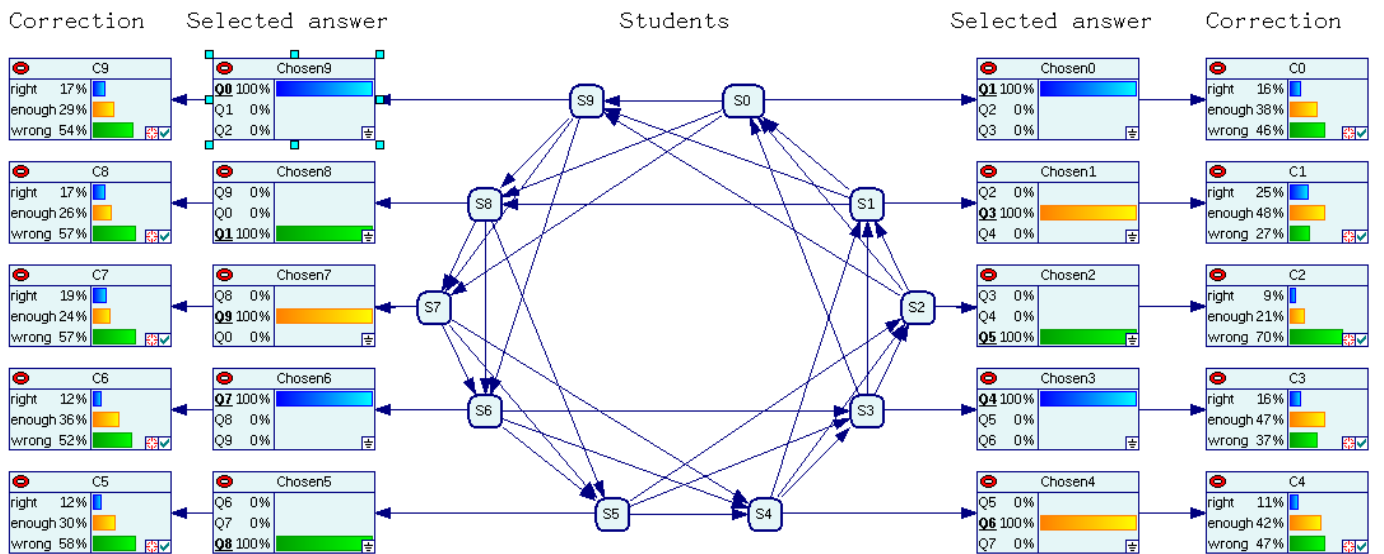 Correction Selected answer Students Selected answer Correction
C9 Chosen9 S9 S0 Chosen0 C0
right 17% Q0 100% Q1 100% right 16%
enough 29% Q1 0% Q2 0% enough 38%
wrong 54% Q2 0% Q3 0% wrong 46%
C8 Chosen8 S8 S1 Chosen1 C1
right 17% Q9 0% Q2 0% right 25%
enough 26% Q0 0% Q3 100% enough 48%
wrong 57% Q1 100% Q4 0% wrong 27%
C7 Chosen7 S7 S2 Chosen2 C2
right 19% Q8 0% Q3 0% right 9%
enough 24% Q9 100% Q4 0% enough 21%
wrong 57% Q0 0% Q5 100% wrong 70%
C6 Chosen6 S6 S3 Chosen3 C3
right 12% Q7 100% Q4 100% right 16%
enough 36% Q8 0% Q5 0% enough 47%
wrong 52% Q9 0% Q6 0% wrong 37%
C5 Chosen5 S5 S4 Chosen4 C4
right 12% Q6 0% Q5 0% right 11%
enough 30% Q7 0% Q6 100% enough 42%
wrong 58% Q8 100% Q7 0% wrong 47%